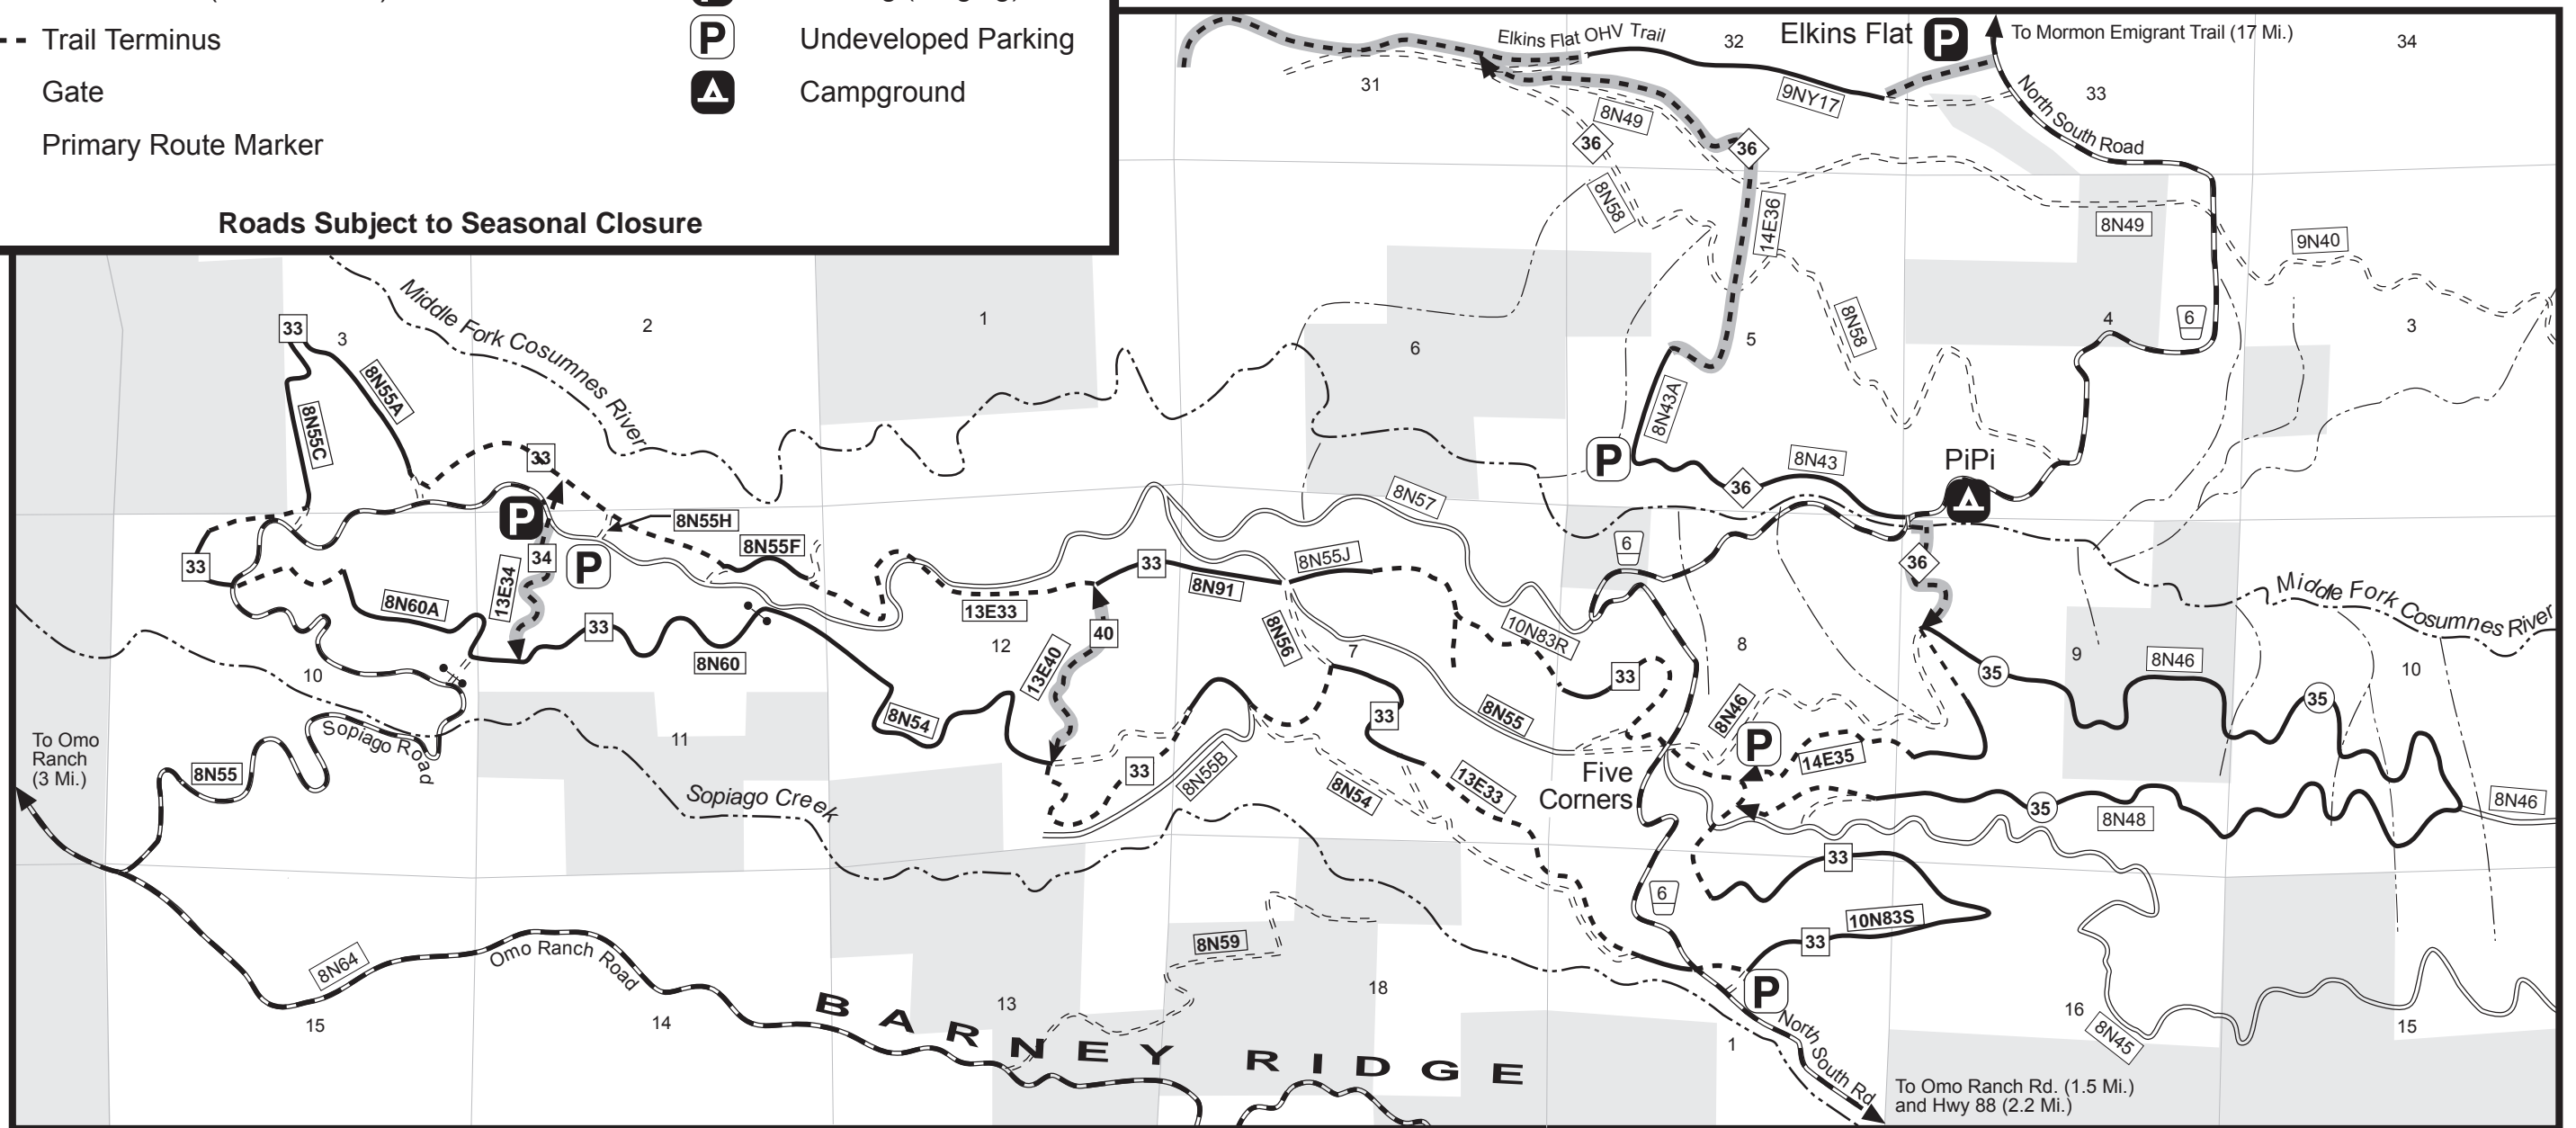 Trail Terminus
P Undeveloped Parking
Gate
Campground
Primary Route Marker
Roads Subject to Seasonal Closure
Elkins Flat OHV Trail
32
Elkins Flat
P
To Mormon Emigrant Trail (17 Mi.)
34
31
9NY17
33
North South Road
8N49
36
36
8N58
14E36
8N49
9N40
Middle Fork Cosumnes River
33
3
2
1
6
5
8N58
4
6
3
8N55A
8N55C
8N43A
33
P
8N43
PiPi
36
P
8N55H
8N57
34
P
8N55F
6
33
13E34
33
8N55J
36
8N91
8N60A
13E33
Middle Fork Cosumnes River
33
12
40
8N56
10N83R
8
9
8N46
10
8N60
7
35
10
13E40
33
35
8N54
8N55
8N46
33
Sopiago Road
11
P
To Omo
Ranch
(3 Mi.)
8N55
33
8N55B
14E35
Five
Corners
13E33
8N54
Sopiago Creek
35
8N48
8N46
33
6
8N59
10N83S
33
8N64
Omo Ranch Road
P
18
13
16
15
14
15
BARNEY RIDGE
8N45
1
North South Rd
To Omo Ranch Rd. (1.5 Mi.)
and Hwy 88 (2.2 Mi.)